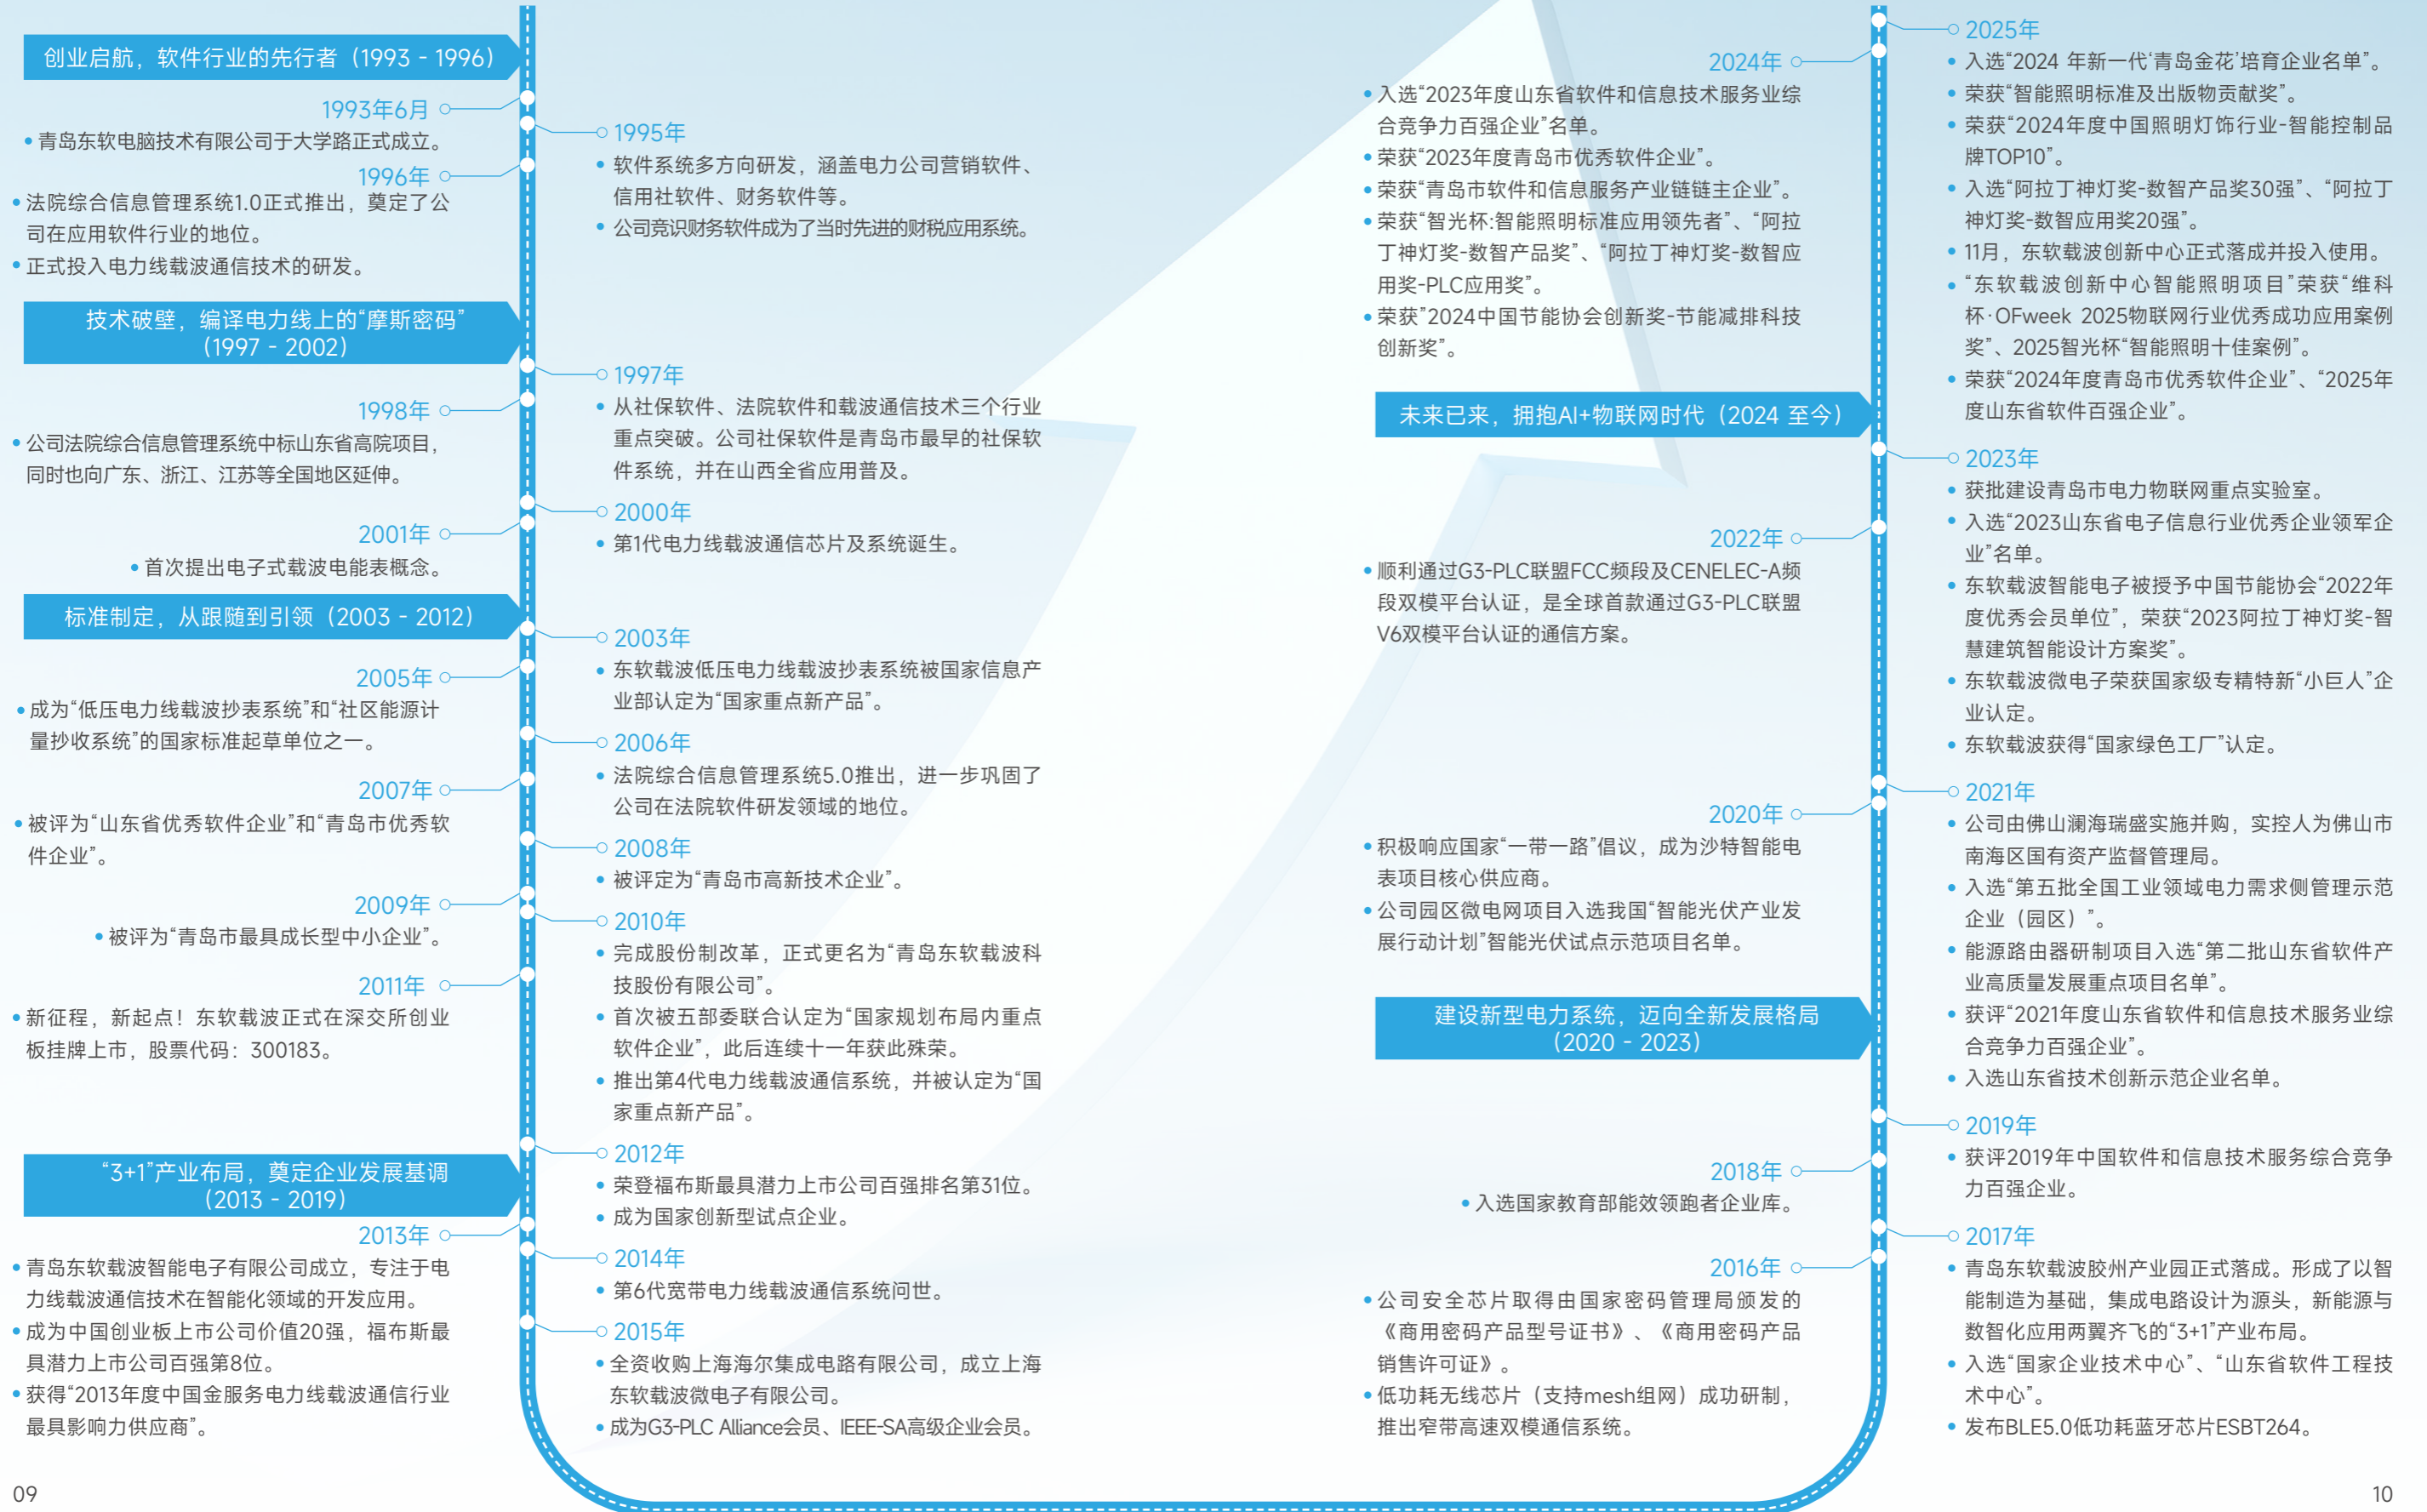 创业启航，软件行业的先行者（1993 - 1996）
1993年6月
• 青岛东软电脑技术有限公司于大学路正式成立。
1995年
• 软件系统多方向研发，涵盖电力公司营销软件、
信用社软件、财务软件等。
• 公司竞识财务软件成为了当时先进的财税应用系统。
1996年
• 法院综合信息管理系统1.0正式推出，奠定了公
司在应用软件行业的地位。
• 正式投入电力线载波通信技术的研发。
技术破壁，编译电力线上的“摩斯密码”
（1997 - 2002）
1997年
• 从社保软件、法院软件和载波通信技术三个行业
重点突破。公司社保软件是青岛市最早的社保软
件系统，并在山西全省应用普及。
1998年
• 公司法院综合信息管理系统中标山东省高院项目，
同时也向广东、浙江、江苏等全国地区延伸。
2000年
• 第1代电力线载波通信芯片及系统诞生。
2001年
• 首次提出电子式载波电能表概念。
标准制定，从跟随到引领（2003 - 2012）
2003年
• 东软载波低压电力线载波抄表系统被国家信息产
业部认定为“国家重点新产品”。
2005年
• 成为“低压电力线载波抄表系统”和“社区能源计
量抄收系统”的国家标准起草单位之一。
2006年
• 法院综合信息管理系统5.0推出，进一步巩固了
公司在法院软件研发领域的地位。
2007年
• 被评为“山东省优秀软件企业”和“青岛市优秀软
件企业”。
2008年
• 被评定为“青岛市高新技术企业”。
2009年
• 被评为“青岛市最具成长型中小企业”。
2010年
• 完成股份制改革，正式更名为“青岛东软载波科
技股份有限公司”。
• 首次被五部委联合认定为“国家规划布局内重点
软件企业”，此后连续十一年获此殊荣。
• 推出第4代电力线载波通信系统，并被认定为“国
家重点新产品”。
2011年
• 新征程，新起点！东软载波正式在深交所创业
板挂牌上市，股票代码：300183。
2012年
• 荣登福布斯最具潜力上市公司百强排名第31位。
• 成为国家创新型试点企业。
“3+1”产业布局，奠定企业发展基调
（2013 - 2019）
2013年
• 青岛东软载波智能电子有限公司成立，专注于电
力线载波通信技术在智能化领域的开发应用。
• 成为中国创业板上市公司价值20强，福布斯最
具潜力上市公司百强第8位。
• 获得“2013年度中国金服务电力线载波通信行业
最具影响力供应商”。
2014年
• 第6代宽带电力线载波通信系统问世。
2015年
• 全资收购上海海尔集成电路有限公司，成立上海
东软载波微电子有限公司。
• 成为G3-PLC Alliance会员、IEEE-SA高级企业会员。
09
2025年
• 入选“2024 年新一代‘青岛金花’培育企业名单”。
• 荣获“智能照明标准及出版物贡献奖”。
• 荣获“2024年度中国照明灯饰行业-智能控制品
牌TOP10”。
• 入选“阿拉丁神灯奖-数智产品奖30强”、“阿拉丁
神灯奖-数智应用奖20强”。
• 11月，东软载波创新中心正式落成并投入使用。
• “东软载波创新中心智能照明项目”荣获“维科
杯·OFweek 2025物联网行业优秀成功应用案例
奖”、2025智光杯“智能照明十佳案例”。
• 荣获“2024年度青岛市优秀软件企业”、“2025年
度山东省软件百强企业”。
2024年
• 入选“2023年度山东省软件和信息技术服务业综
合竞争力百强企业”名单。
• 荣获“2023年度青岛市优秀软件企业”。
• 荣获“青岛市软件和信息服务产业链链主企业”。
• 荣获“智光杯:智能照明标准应用领先者”、“阿拉
丁神灯奖-数智产品奖”、“阿拉丁神灯奖-数智应
用奖-PLC应用奖”。
• 荣获”2024中国节能协会创新奖-节能减排科技
创新奖”。
未来已来，拥抱AI+物联网时代（2024 至今）
2023年
• 获批建设青岛市电力物联网重点实验室。
• 入选“2023山东省电子信息行业优秀企业领军企
业”名单。
• 东软载波智能电子被授予中国节能协会“2022年
度优秀会员单位”，荣获“2023阿拉丁神灯奖-智
慧建筑智能设计方案奖”。
• 东软载波微电子荣获国家级专精特新“小巨人”企
业认定。
• 东软载波获得“国家绿色工厂”认定。
2022年
• 顺利通过G3-PLC联盟FCC频段及CENELEC-A频
段双模平台认证，是全球首款通过G3-PLC联盟
V6双模平台认证的通信方案。
2021年
• 公司由佛山澜海瑞盛实施并购，实控人为佛山市
南海区国有资产监督管理局。
• 入选“第五批全国工业领域电力需求侧管理示范
企业（园区）”。
• 能源路由器研制项目入选“第二批山东省软件产
业高质量发展重点项目名单”。
• 获评“2021年度山东省软件和信息技术服务业综
合竞争力百强企业”。
• 入选山东省技术创新示范企业名单。
2020年
• 积极响应国家“一带一路”倡议，成为沙特智能电
表项目核心供应商。
• 公司园区微电网项目入选我国“智能光伏产业发
展行动计划”智能光伏试点示范项目名单。
建设新型电力系统，迈向全新发展格局
（2020 - 2023）
2019年
• 获评2019年中国软件和信息技术服务综合竞争
力百强企业。
2018年
• 入选国家教育部能效领跑者企业库。
2017年
• 青岛东软载波胶州产业园正式落成。形成了以智
能制造为基础，集成电路设计为源头，新能源与
数智化应用两翼齐飞的“3+1”产业布局。
• 入选“国家企业技术中心”、“山东省软件工程技
术中心”。
• 发布BLE5.0低功耗蓝牙芯片ESBT264。
2016年
• 公司安全芯片取得由国家密码管理局颁发的
《商用密码产品型号证书》、《商用密码产品
销售许可证》。
• 低功耗无线芯片（支持mesh组网）成功研制，
推出窄带高速双模通信系统。
10